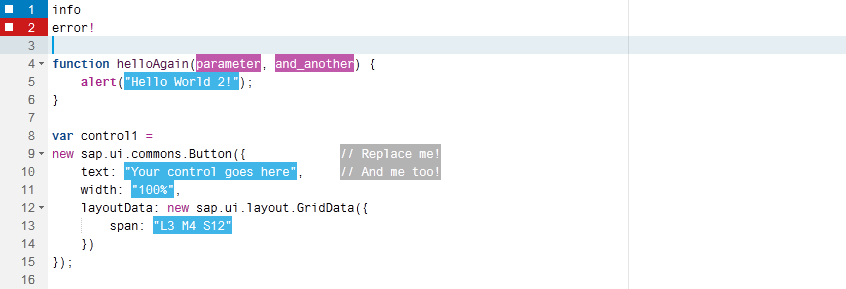 1 info
2 error!
3
4 function helloAgain(parameter, and_another) {
5     alert("Hello World 2!");
6 }
7
8 var control1 =
9 new sap.ui.commons.Button({             // Replace me!
10     text: "Your control goes here",     // And me too!
11     width: "100%",
12     layoutData: new sap.ui.layout.GridData({
13         span: "L3 M4 S12"
14     })
15 });
16